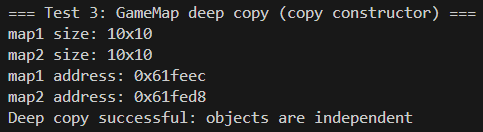 === Test 3: GameMap deep copy (copy constructor) ===
map1 size: 10x10
map2 size: 10x10
map1 address: 0x61feec
map2 address: 0x61fed8
Deep copy successful: objects are independent